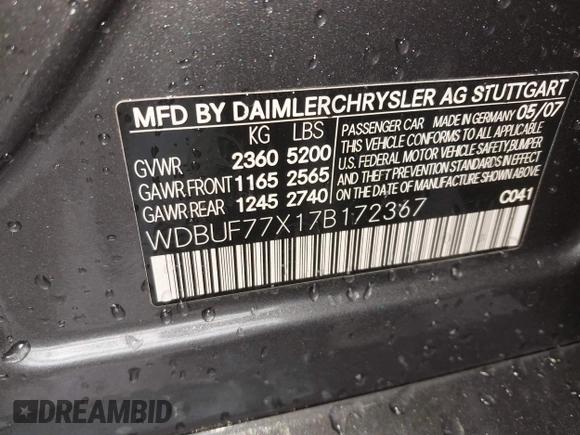 MFD BY DAIMLERCHRYSLER AG STUTTGART
KG LBS
GVWR 2360 5200
GAWR FRONT 1165 2565
GAWR REAR 1245 2740
PASSENGER CAR MADE IN GERMANY 05/07
THIS VEHICLE CONFORMS TO ALL APPLICABLE
U.S. FEDERAL MOTOR VEHICLE SAFETY,BUMPER
AND THEFT PREVENTION STANDARDS IN EFFECT
ON THE DATE OF MANUFACTURE SHOWN ABOVE
WDBUF77X17B172367
C041
DREAMBID